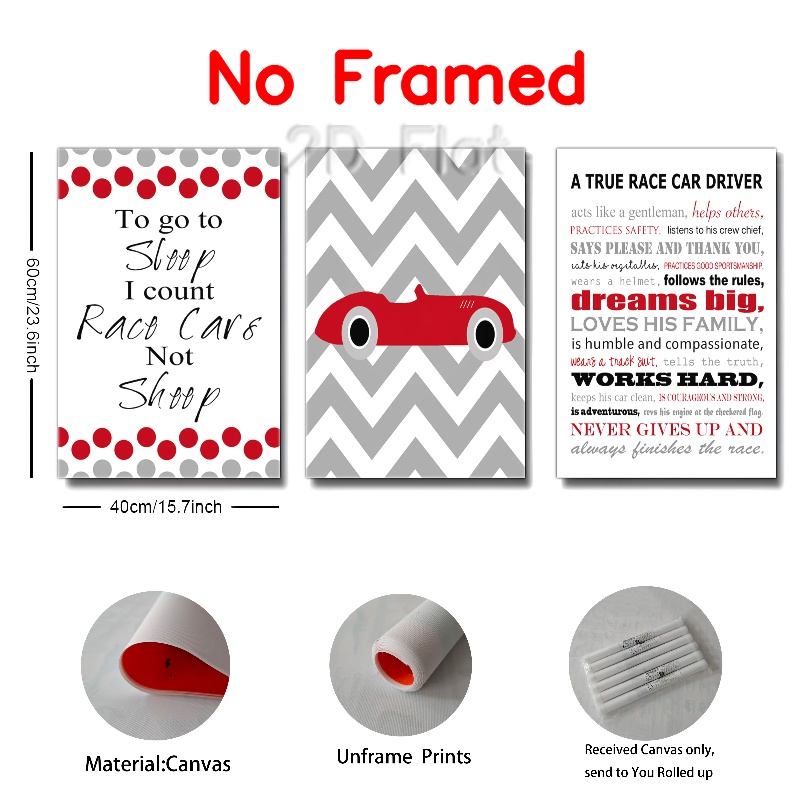 No Framed
2D Flat
60cm/23.6inch
To go to
Sleep
I count
Race Cars
Not
Sheep
40cm/15.7inch
A TRUE RACE CAR DRIVER
acts like a gentleman, helps others,
PRACTICES SAFETY, listens to his crew chief,
SAYS PLEASE AND THANK YOU,
eats his vegetables, PRACTICES GOOD SPORTSMANSHIP,
wears a helmet, follows the rules,
dreams big,
LOVES HIS FAMILY,
is humble and compassionate,
wears a track suit, tells the truth,
WORKS HARD,
keeps his car clean, IS COURAGEOUS AND STRONG,
is adventurous, revs his engine at the checkered flag,
NEVER GIVES UP AND
always finishes the race.
Material:Canvas
Unframe Prints
Received Canvas only,
send to You Rolled up